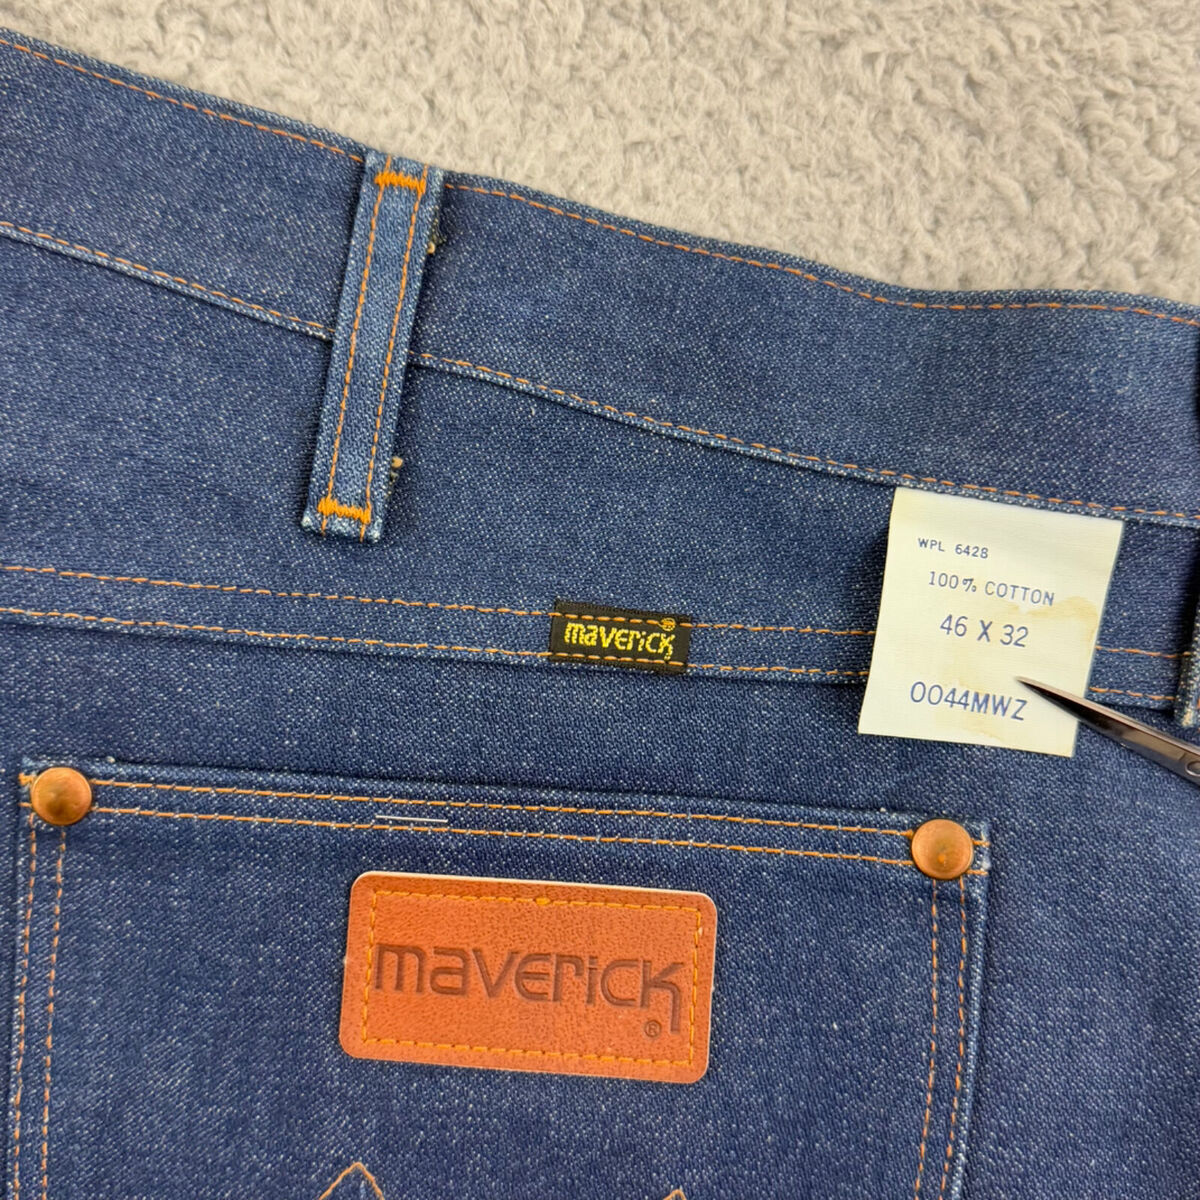 WPL 6428
100% COTTON
46 X 32
0044MWZ
maverick ®
maverick
®